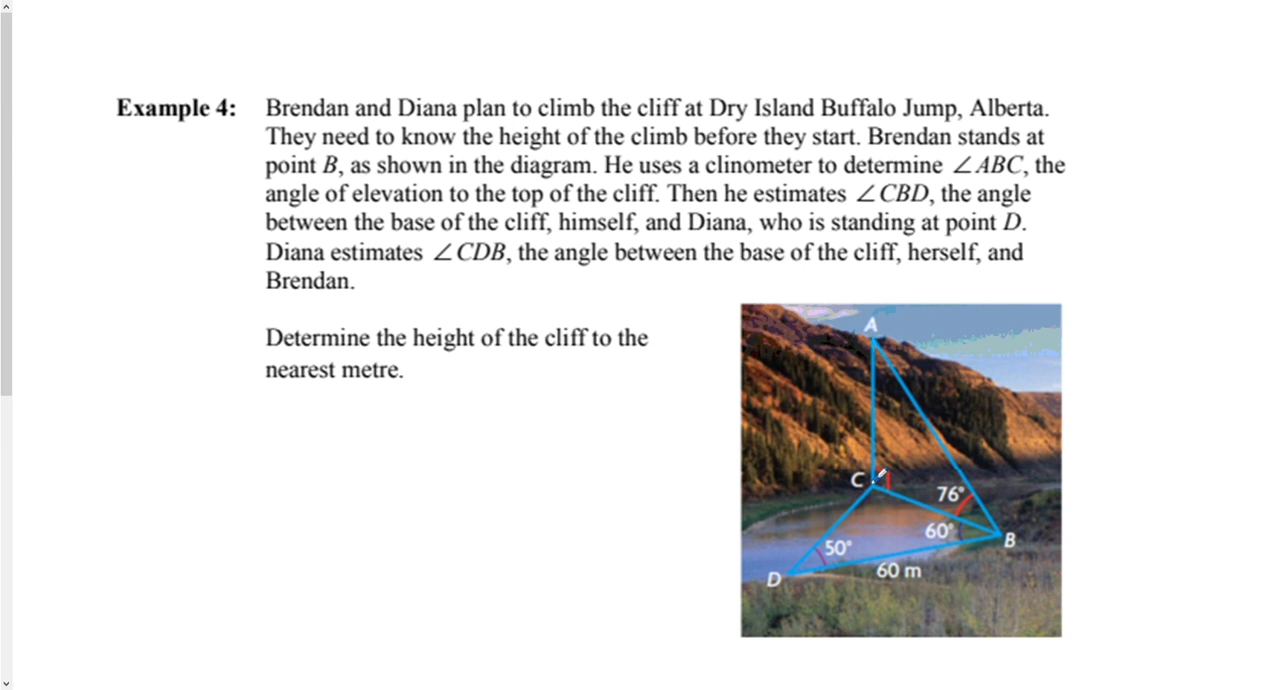 Example 4: Brendan and Diana plan to climb the cliff at Dry Island Buffalo Jump, Alberta.
They need to know the height of the climb before they start. Brendan stands at
point B, as shown in the diagram. He uses a clinometer to determine ∠ABC, the
angle of elevation to the top of the cliff. Then he estimates ∠CBD, the angle
between the base of the cliff, himself, and Diana, who is standing at point D.
Diana estimates ∠CDB, the angle between the base of the cliff, herself, and
Brendan.
Determine the height of the cliff to the
nearest metre.
A
C
76°
60°
B
50°
60 m
D